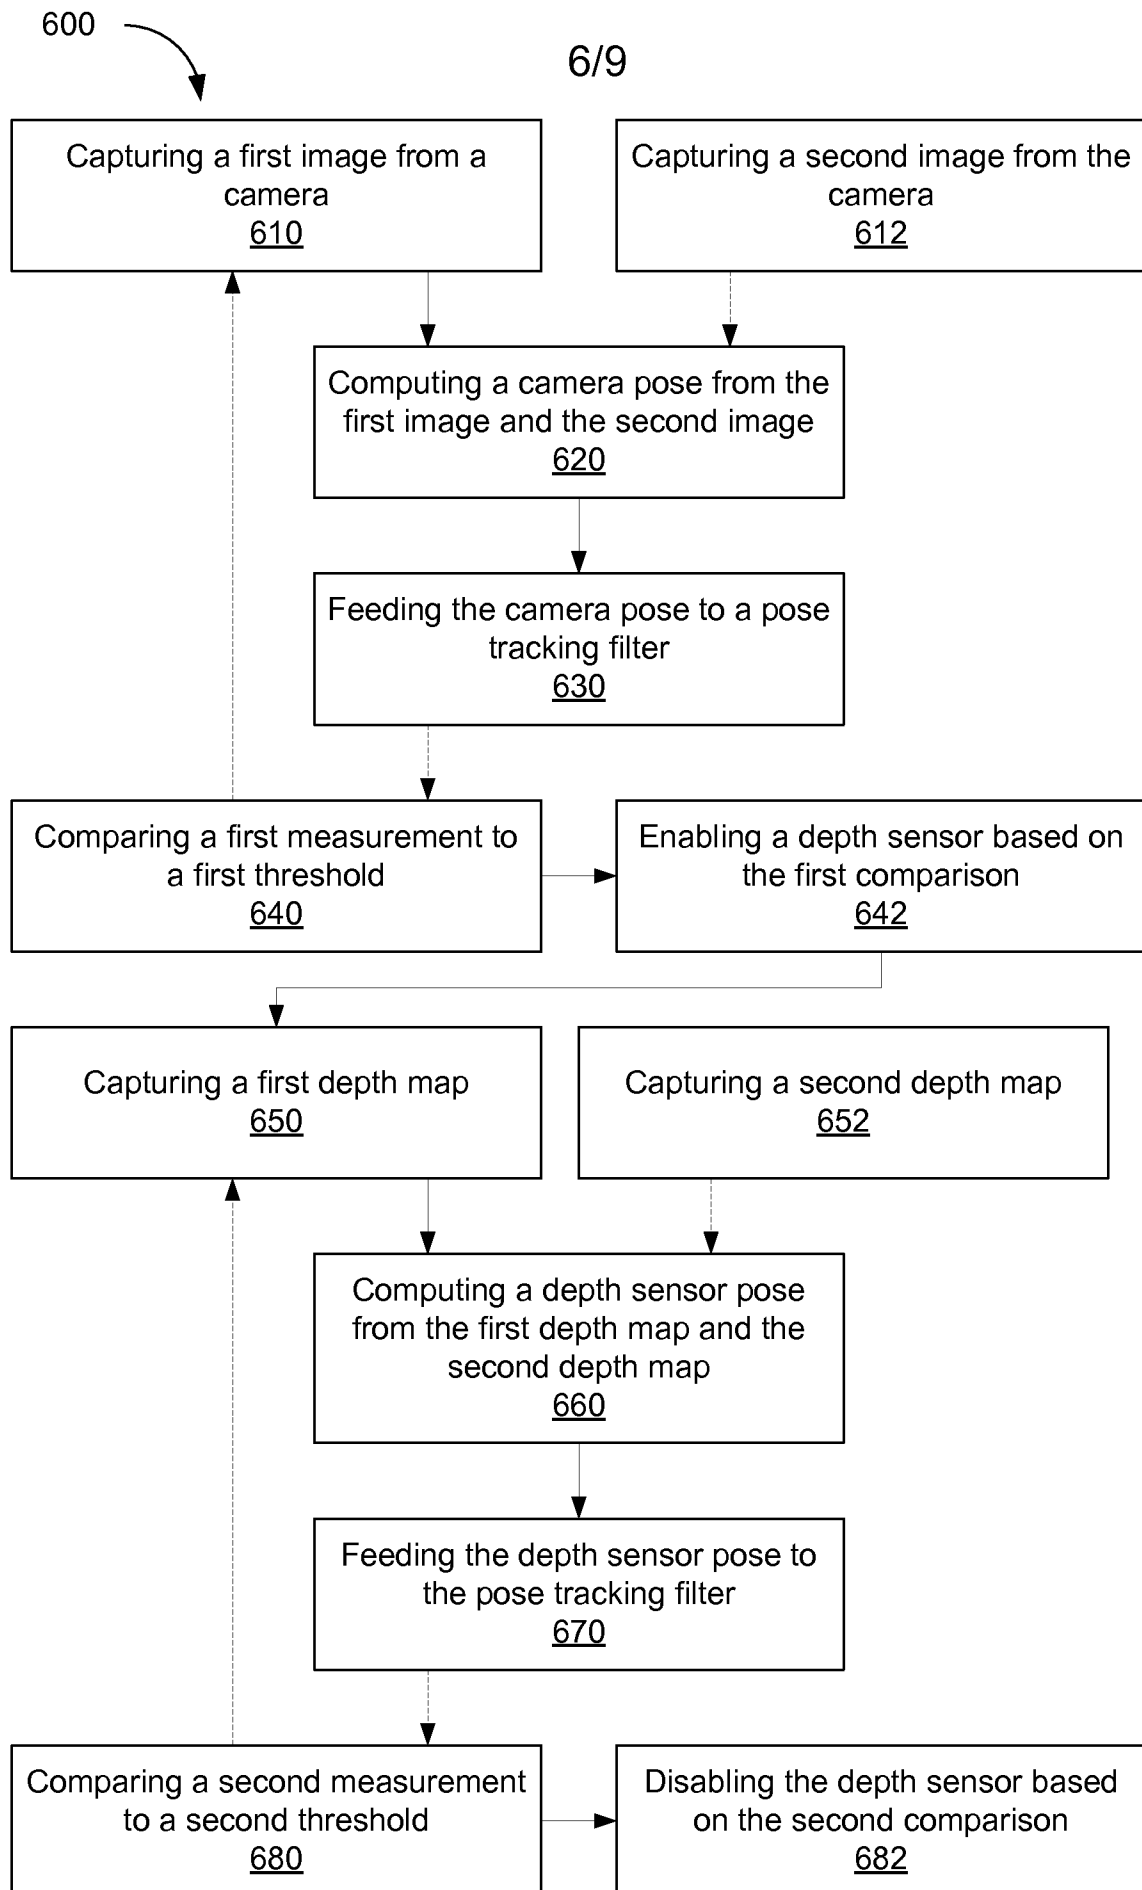 600
6/9
Capturing a first image from a
camera
610
Capturing a second image from the
camera
612
Computing a camera pose from the
first image and the second image
620
Feeding the camera pose to a pose
tracking filter
630
Comparing a first measurement to
a first threshold
640
Enabling a depth sensor based on
the first comparison
642
Capturing a first depth map
650
Capturing a second depth map
652
Computing a depth sensor pose
from the first depth map and the
second depth map
660
Feeding the depth sensor pose to
the pose tracking filter
670
Comparing a second measurement
to a second threshold
680
Disabling the depth sensor based
on the second comparison
682